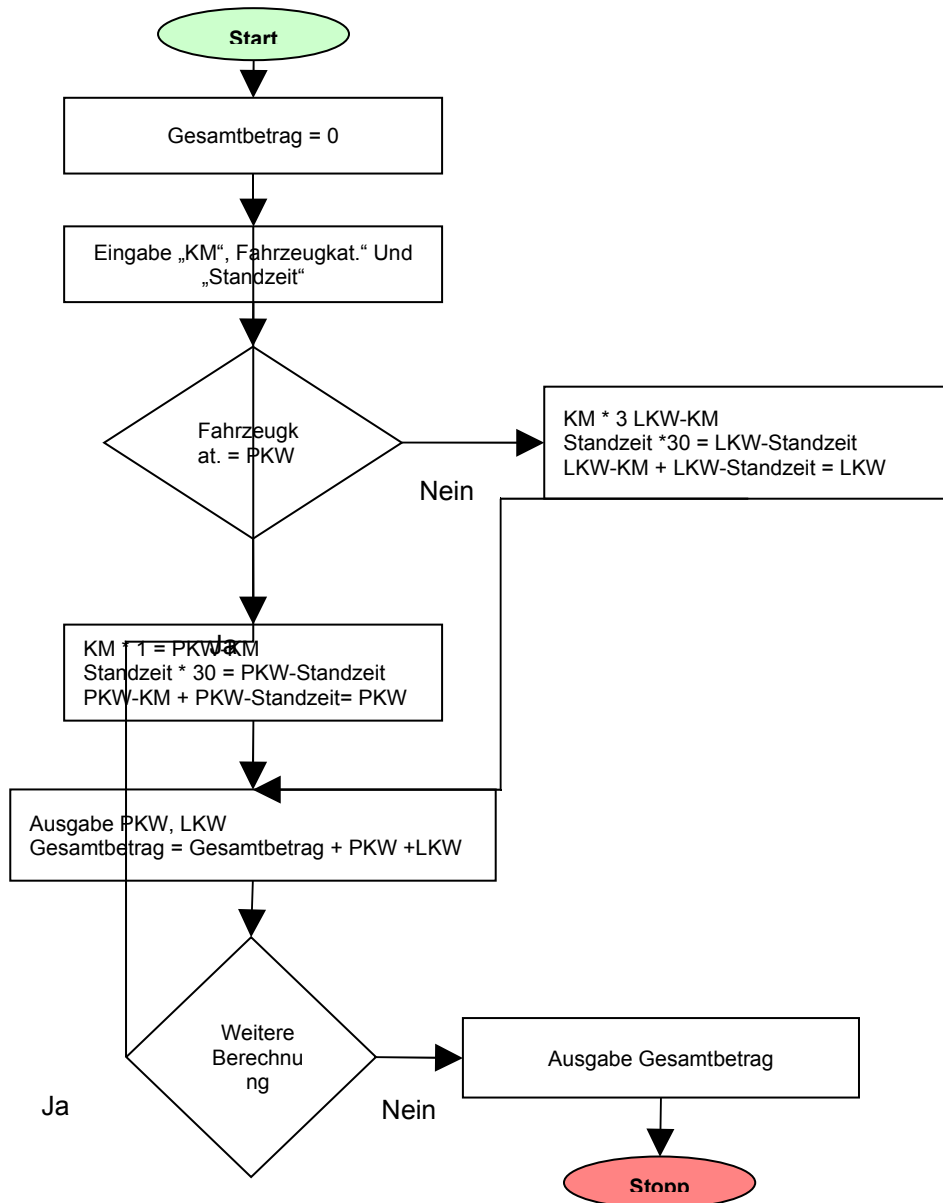 Start
Gesamtbetrag = 0
Eingabe „KM“, Fahrzeugkat.“ Und
„Standzeit“
Fahrzeugk
at. = PKW
Nein
KM * 3 LKW-KM
Standzeit *30 = LKW-Standzeit
LKW-KM + LKW-Standzeit = LKW
Ja
KM * 1 = PKW-KM
Standzeit * 30 = PKW-Standzeit
PKW-KM + PKW-Standzeit= PKW
Ausgabe PKW, LKW
Gesamtbetrag = Gesamtbetrag + PKW +LKW
Weitere
Berechnu
ng
Ja
Nein
Ausgabe Gesamtbetrag
Stopp